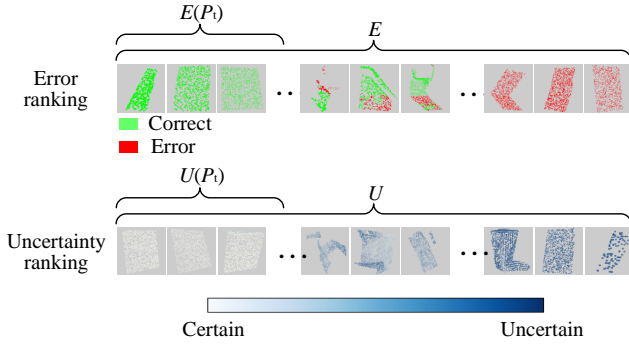 E(Pt)
E
Error
ranking
Correct
Error
U(Pt)
U
Uncertainty
ranking
Certain
Uncertain